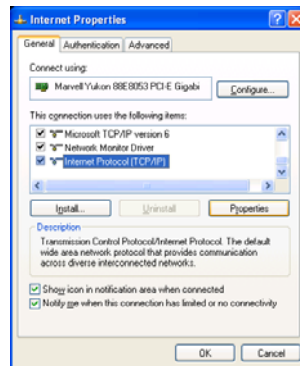 Internet Properties
General Authentication Advanced
Connect using:
Marvell Yukon 88E8053 PCI-E Gigabi
Configure...
This connection uses the following items:
Microsoft TCP/IP version 6
Network Monitor Driver
Internet Protocol (TCP/IP)
Install... Uninstall Properties
Description
Transmission Control Protocol/Internet Protocol. The default
wide area network protocol that provides communication
across diverse interconnected networks.
Show icon in notification area when connected
Notify me when this connection has limited or no connectivity
OK Cancel